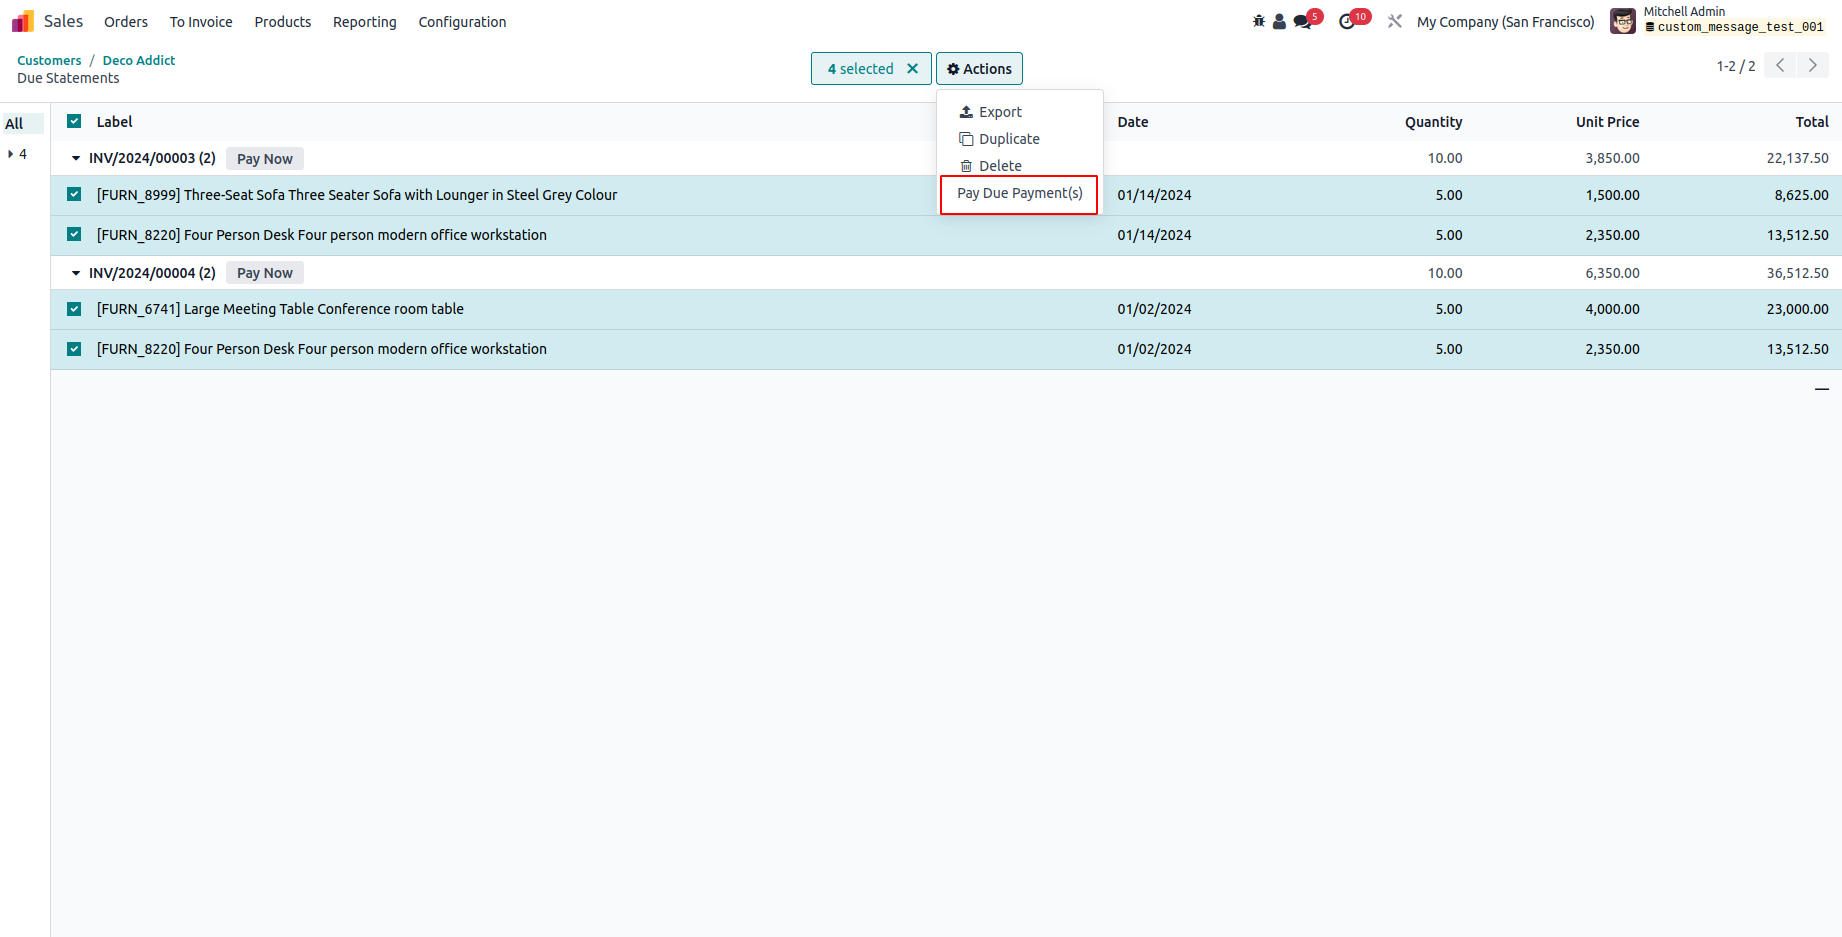 Sales Orders To Invoice Products Reporting Configuration 5 10 My Company (San Francisco) Mitchell Admin
custom_message_test_001
Customers / Deco Addict
Due Statements
4 selected ✕ Actions
1-2 / 2
Export
Duplicate
Delete
Pay Due Payment(s)
All
4
Label Date Quantity Unit Price Total
INV/2024/00003 (2) Pay Now 10.00 3,850.00 22,137.50
[FURN_8999] Three-Seat Sofa Three Seater Sofa with Lounger in Steel Grey Colour 01/14/2024 5.00 1,500.00 8,625.00
[FURN_8220] Four Person Desk Four person modern office workstation 01/14/2024 5.00 2,350.00 13,512.50
INV/2024/00004 (2) Pay Now 10.00 6,350.00 36,512.50
[FURN_6741] Large Meeting Table Conference room table 01/02/2024 5.00 4,000.00 23,000.00
[FURN_8220] Four Person Desk Four person modern office workstation 01/02/2024 5.00 2,350.00 13,512.50
—